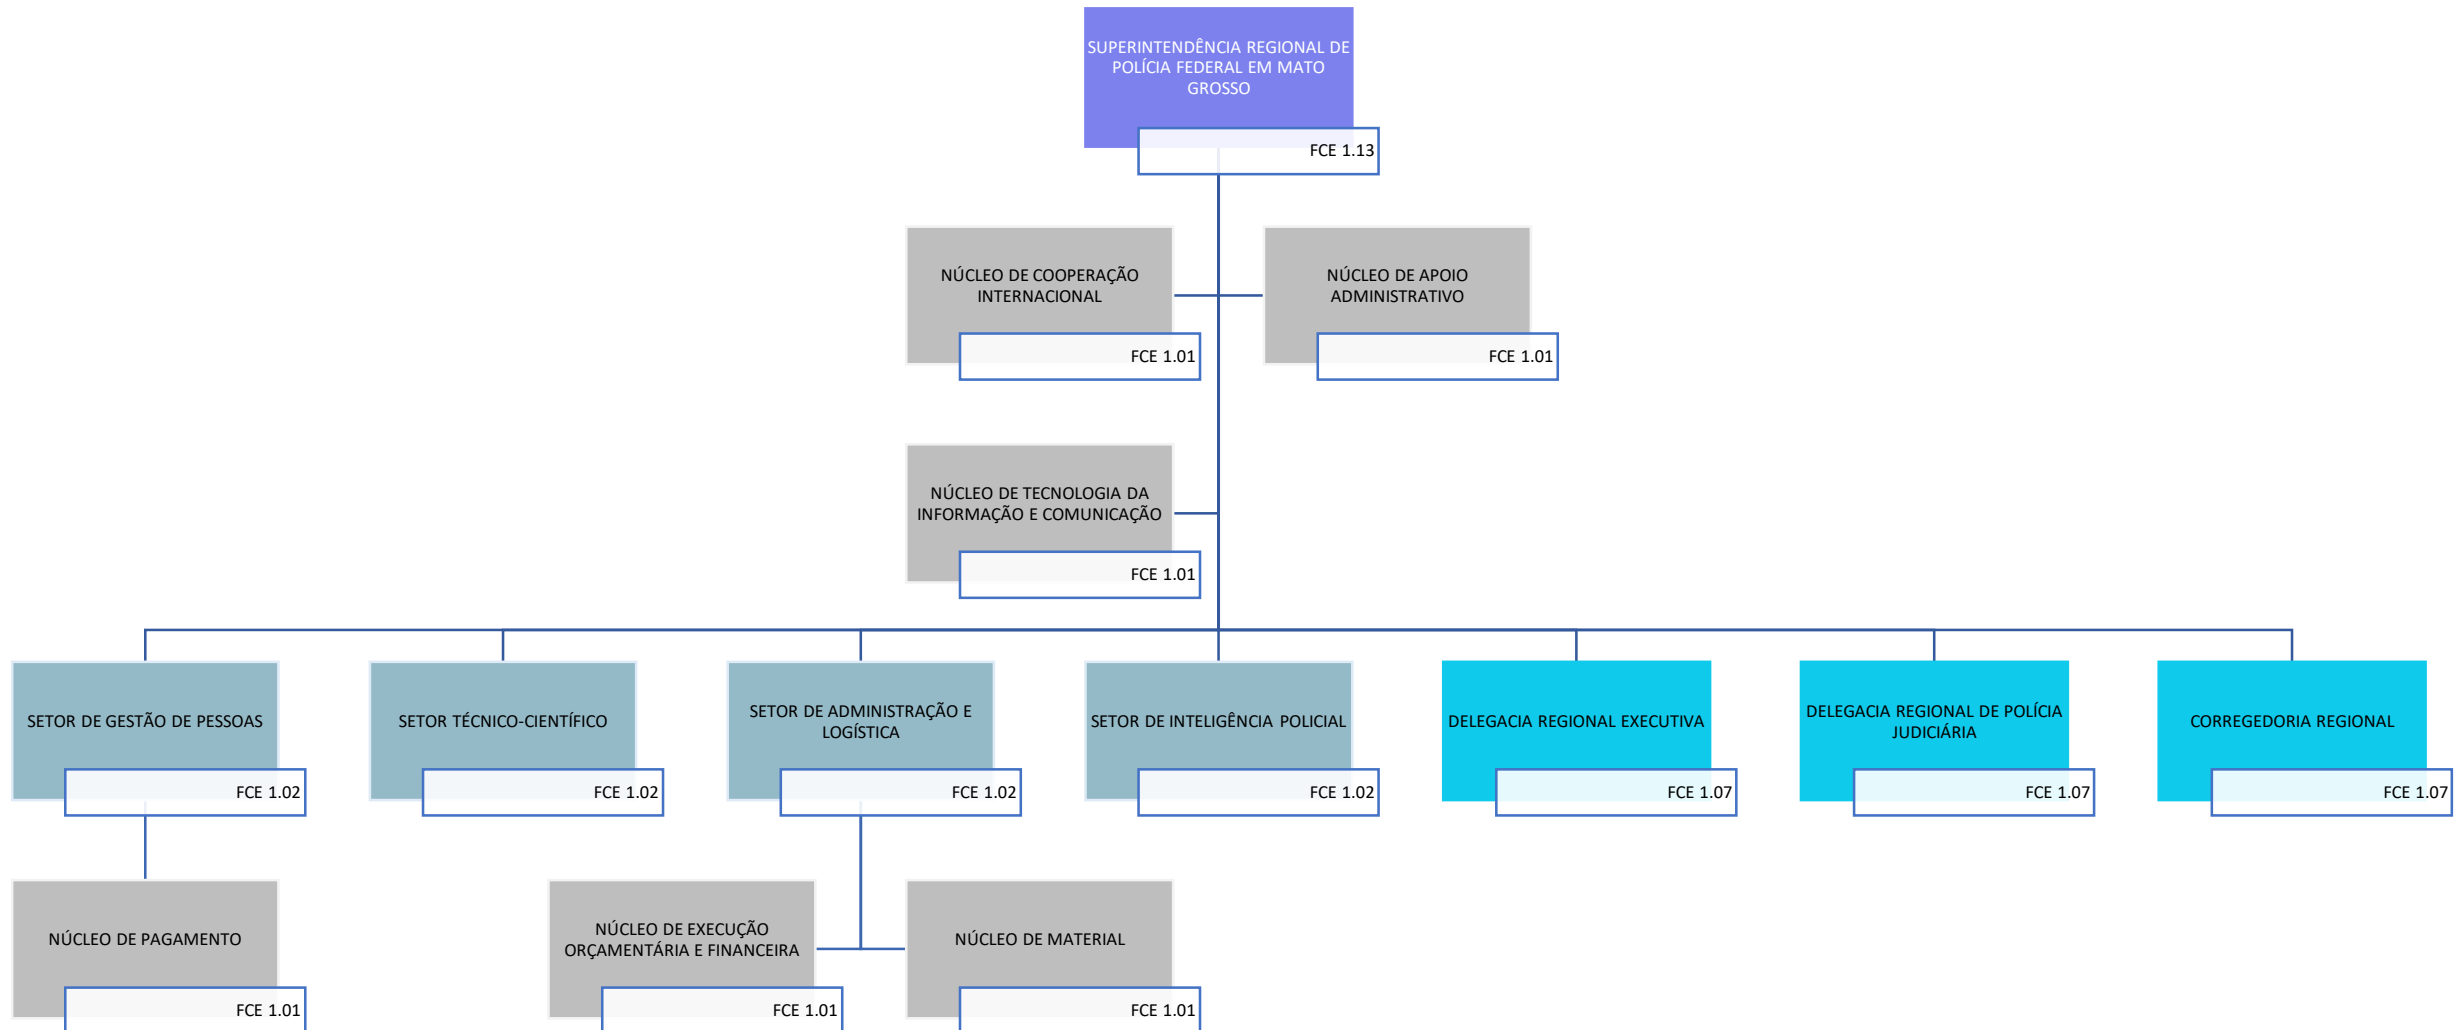 SUPERINTENDÊNCIA REGIONAL DE
POLÍCIA FEDERAL EM MATO
GROSSO
FCE 1.13
NÚCLEO DE COOPERAÇÃO
INTERNACIONAL
FCE 1.01
NÚCLEO DE APOIO
ADMINISTRATIVO
FCE 1.01
NÚCLEO DE TECNOLOGIA DA
INFORMAÇÃO E COMUNICAÇÃO
FCE 1.01
SETOR DE GESTÃO DE PESSOAS
FCE 1.02
SETOR TÉCNICO-CIENTÍFICO
FCE 1.02
SETOR DE ADMINISTRAÇÃO E
LOGÍSTICA
FCE 1.02
SETOR DE INTELIGÊNCIA POLICIAL
FCE 1.02
DELEGACIA REGIONAL EXECUTIVA
FCE 1.07
DELEGACIA REGIONAL DE POLÍCIA
JUDICIÁRIA
FCE 1.07
CORREGEDORIA REGIONAL
FCE 1.07
NÚCLEO DE PAGAMENTO
FCE 1.01
NÚCLEO DE EXECUÇÃO
ORÇAMENTÁRIA E FINANCEIRA
FCE 1.01
NÚCLEO DE MATERIAL
FCE 1.01